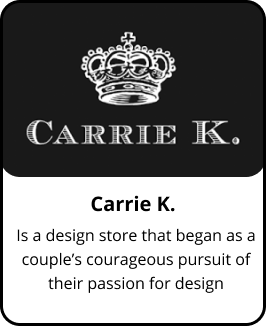 CARRIE K.
Carrie K.
Is a design store that began as a
couple’s courageous pursuit of
their passion for design